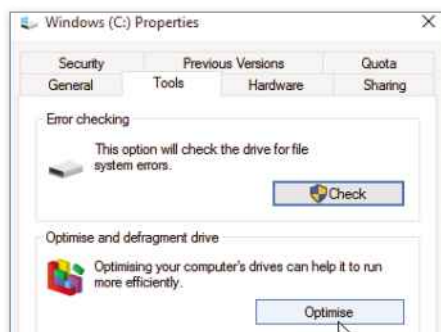 Windows (C:) Properties
Security Previous Versions Quota
General Tools Hardware Sharing
Error checking
This option will check the drive for file
system errors.
Check
Optimise and defragment drive
Optimising your computer's drives can help it to run
more efficiently.
Optimise